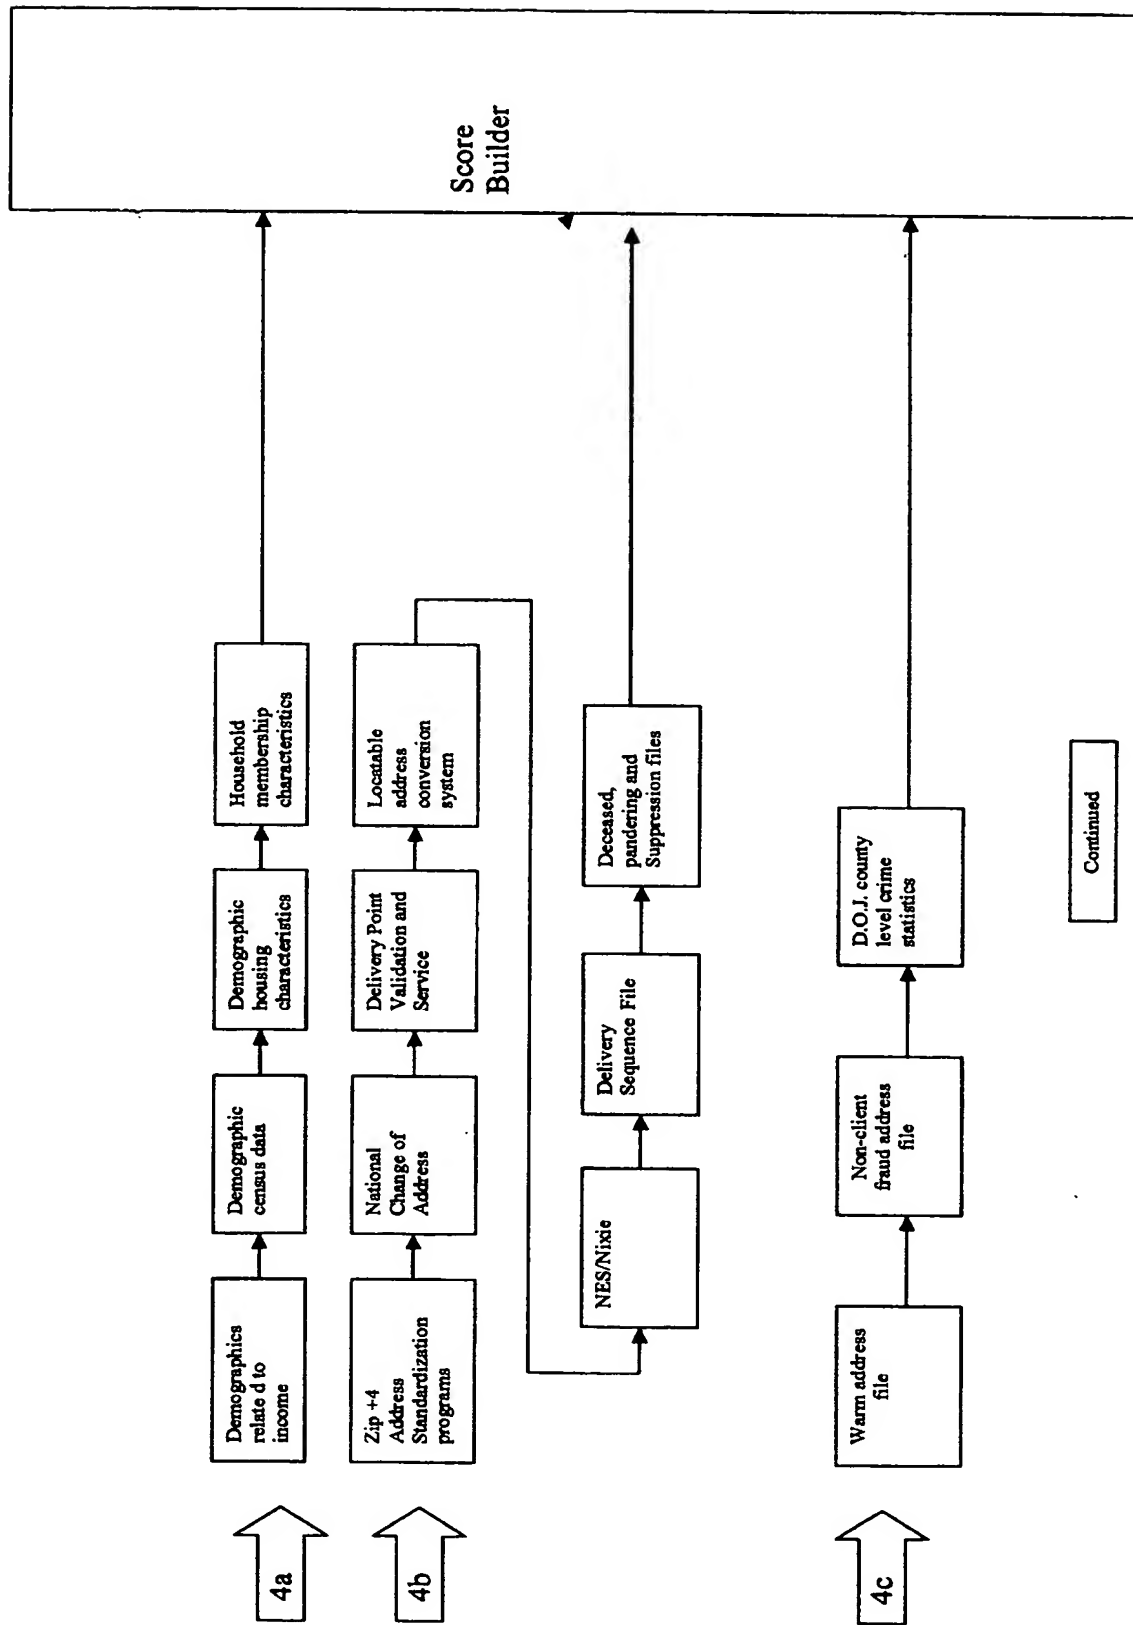 4a
Demographics
relate d to
income
Demographic
census data
Demographic
housing
characteristics
Household
membership
characteristics
4b
Zip +4
Address
Standardization
programs
National
Change of
Address
Delivery Point
Validation and
Service
Locatable
address
conversion
system
NES/Nixie
Delivery
Sequence File
Deceased,
pandering and
Suppression files
4c
Warm address
file
Non-client
fraud address
file
D.O.J. county
level crime
statistics
Score
Builder
Continued